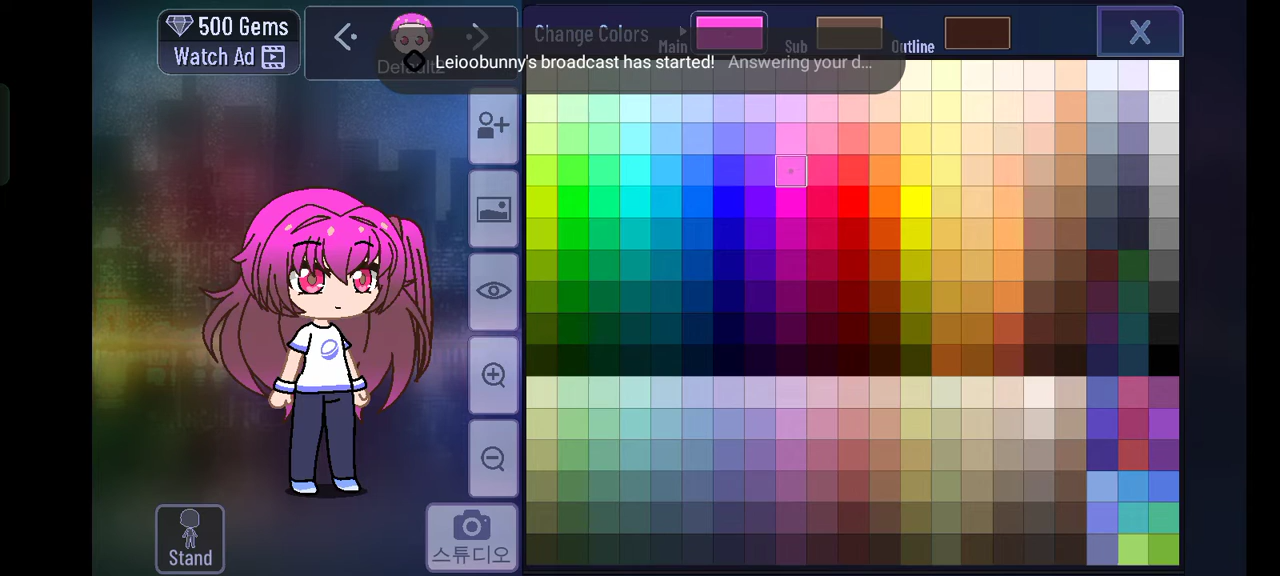 500 Gems
Watch Ad
Change Colors
Main
Sub
Outline
X
Leioobunny's broadcast has started! Answering your d...
Stand
스튜디오